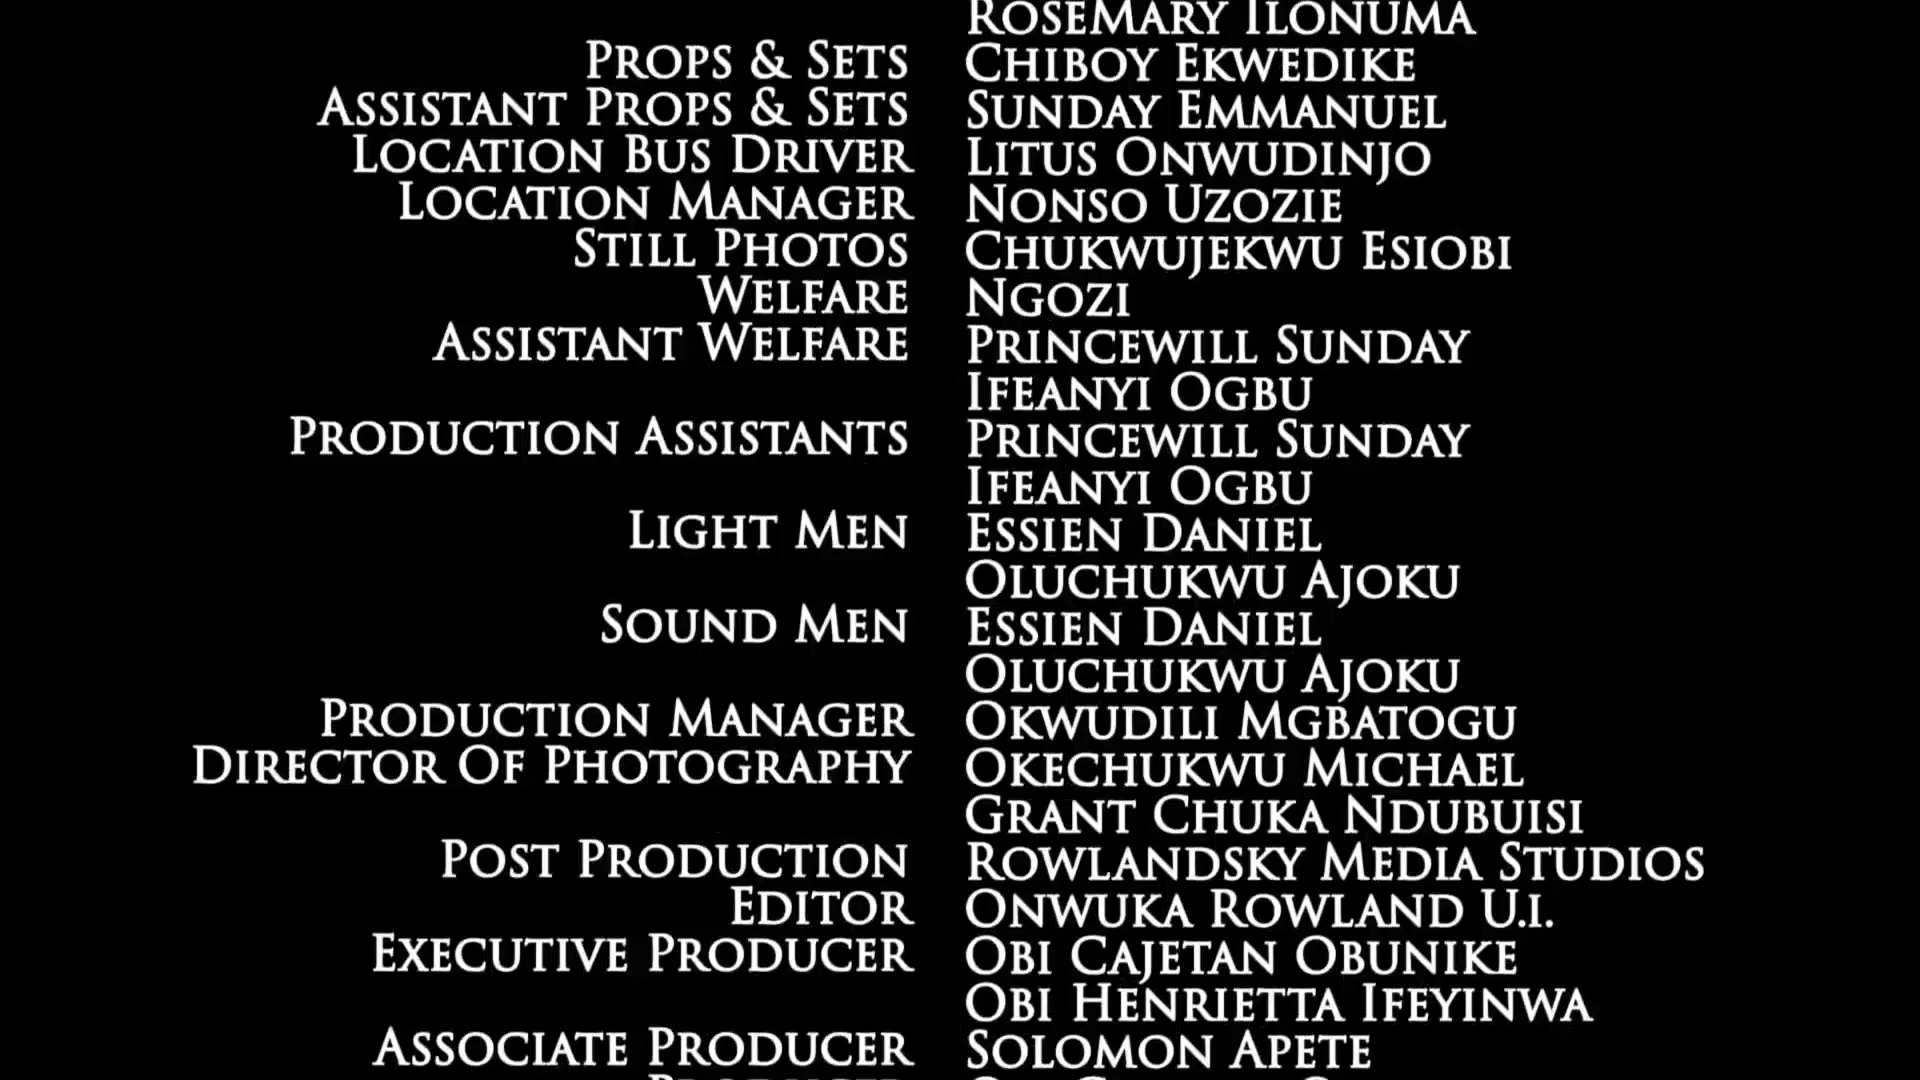 RoseMary Ilonuma
Props & Sets Chiboy Ekwedike
Assistant Props & Sets Sunday Emmanuel
Location Bus Driver Litus Onwudinjo
Location Manager Nonso Uzozie
Still Photos Chukwujekwu Esiobi
Welfare Ngozi
Assistant Welfare Princewill Sunday
Ifeanyi Ogbu
Production Assistants Princewill Sunday
Ifeanyi Ogbu
Light Men Essien Daniel
Oluchukwu Ajoku
Sound Men Essien Daniel
Oluchukwu Ajoku
Production Manager Okwudili Mgbatogu
Director Of Photography Okechukwu Michael
Grant Chuka Ndubuisi
Post Production Rowlandsky Media Studios
Editor Onwuka Rowland U.I.
Executive Producer Obi Cajetan Obunike
Obi Henrietta Ifeyinwa
Associate Producer Solomon Apete